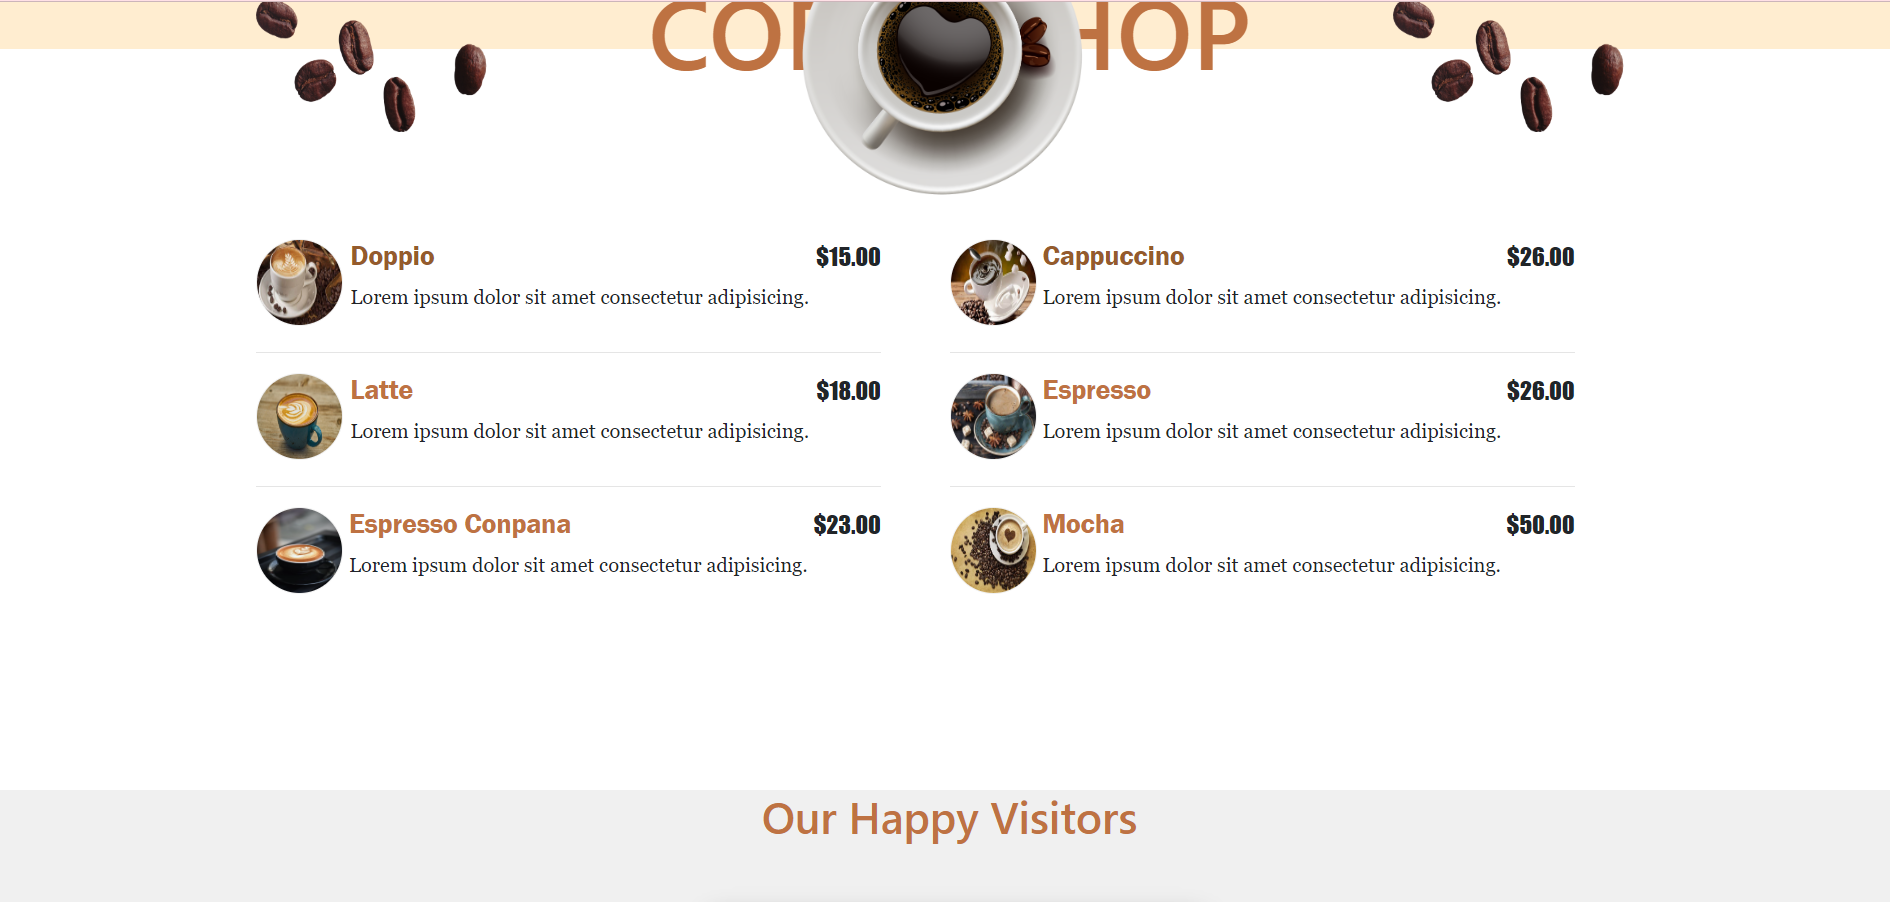 HOP
Doppio
$15.00
Lorem ipsum dolor sit amet consectetur adipisicing.
Latte
$18.00
Lorem ipsum dolor sit amet consectetur adipisicing.
Espresso Conpana
$23.00
Lorem ipsum dolor sit amet consectetur adipisicing.
Cappuccino
$26.00
Lorem ipsum dolor sit amet consectetur adipisicing.
Espresso
$26.00
Lorem ipsum dolor sit amet consectetur adipisicing.
Mocha
$50.00
Lorem ipsum dolor sit amet consectetur adipisicing.
Our Happy Visitors